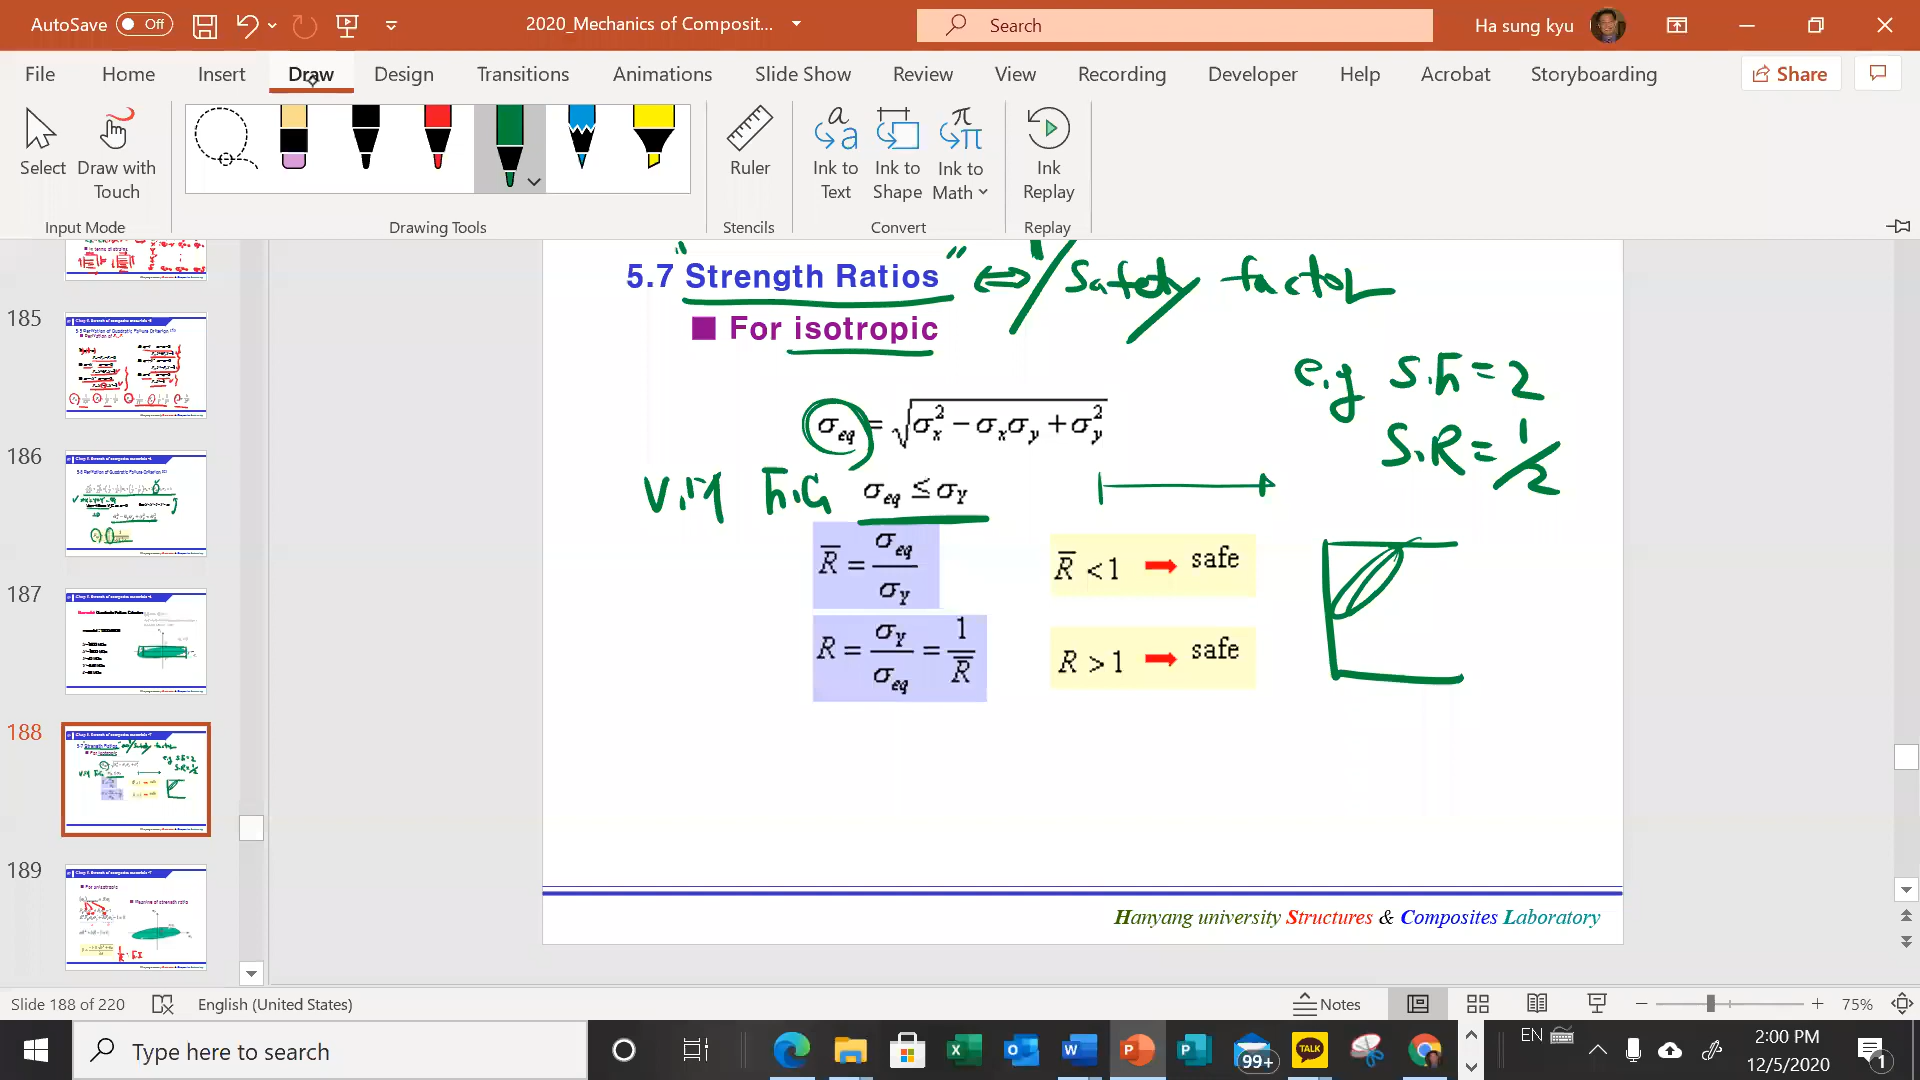 AutoSave Off
2020_Mechanics of Composit...
Search
Ha sung kyu
File Home Insert Draw Design Transitions Animations Slide Show Review View Recording Developer Help Acrobat Storyboarding
Share
Select
Draw with Touch
Ruler
Ink to Text
Ink to Shape
Ink to Math
Ink Replay
Input Mode
Drawing Tools
Stencils
Convert
Replay
185
186
187
188
189
5.7 "Strength Ratios" ⇔ 1/Safety factor
■ For isotropic
e.g S.F = 2
S.R = 1/2
σeq = √(σx² − σxσy + σy²)
V.M F.C σeq ≤ σY
R̅ = σeq / σY
R̅ < 1 ➡ safe
R = σY / σeq = 1 / R̅
R > 1 ➡ safe
Hanyang university Structures & Composites Laboratory
Slide 188 of 220
English (United States)
Notes
75%
Type here to search
99+
TALK
EN
2:00 PM
12/5/2020
1